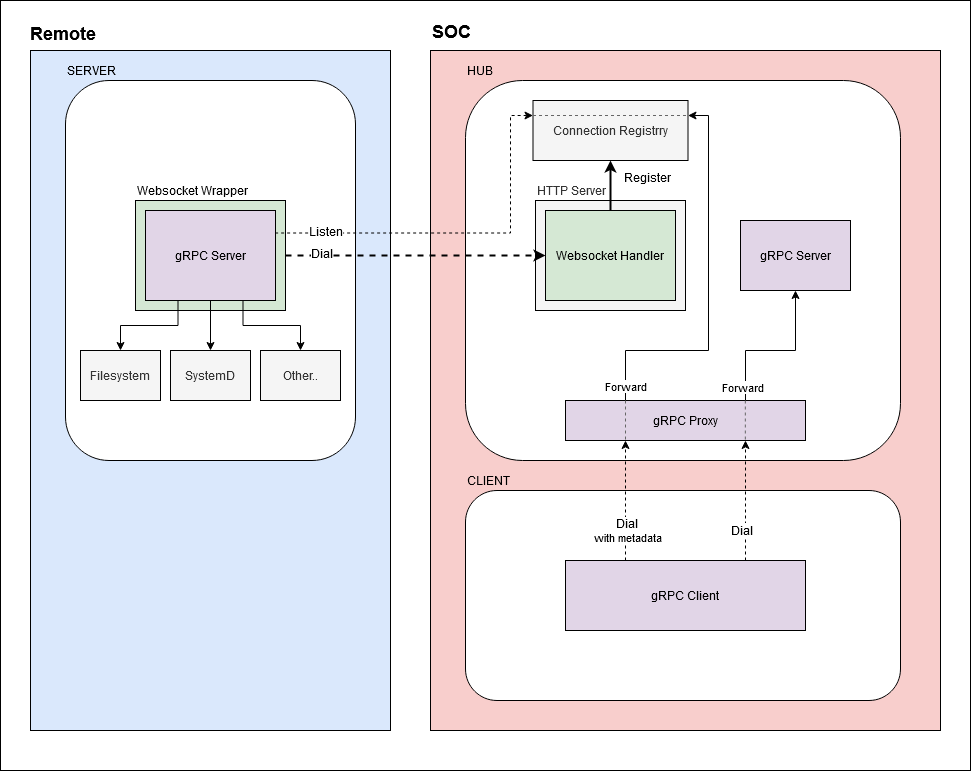 Remote
SOC
SERVER
HUB
Connection Registrry
Register
Websocket Wrapper
HTTP Server
gRPC Server
Listen
Dial
Websocket Handler
gRPC Server
Filesystem
SystemD
Other..
Forward
Forward
gRPC Proxy
CLIENT
Dial
with metadata
Dial
gRPC Client